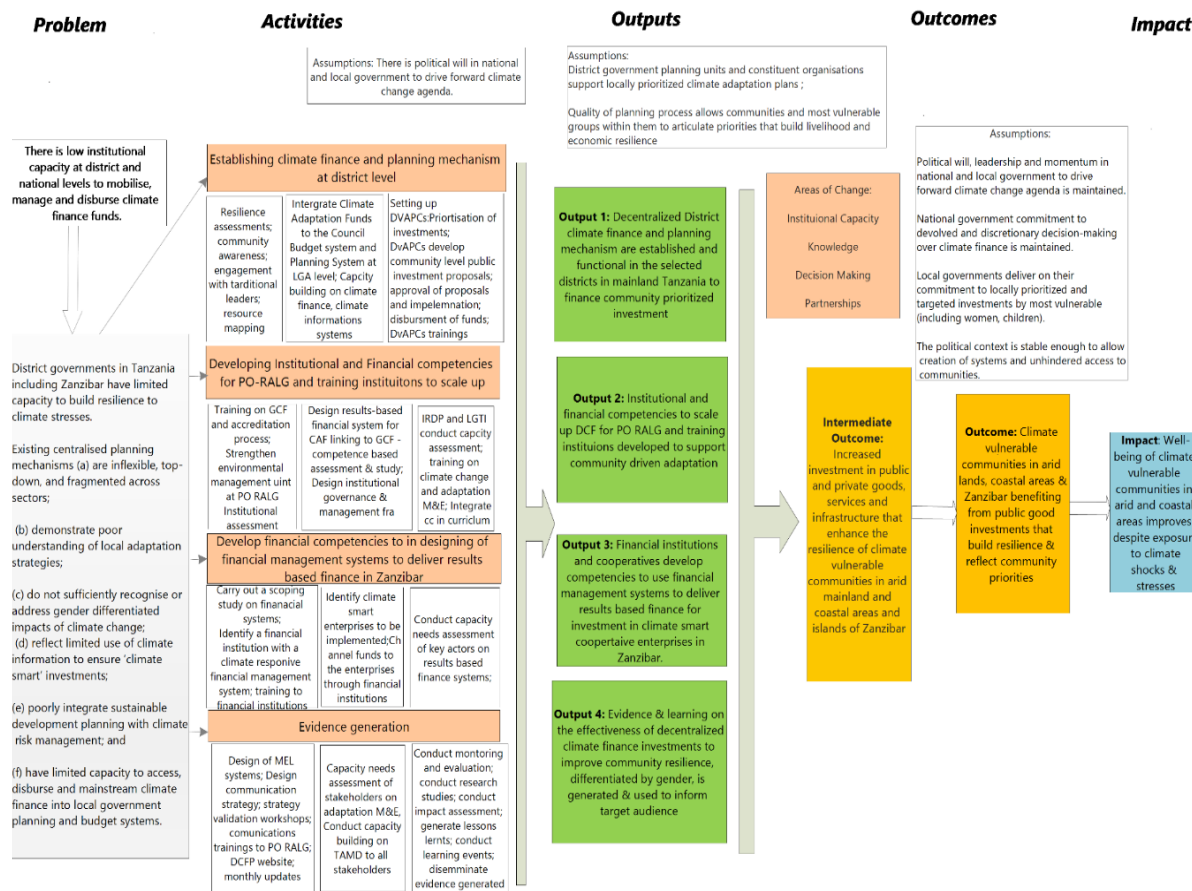 Problem
Activities
Outputs
Outcomes
Impact
Assumptions: There is political will in national
and local government to drive forward climate
change agenda.
Assumptions:
District government planning units and constituent organisations
support locally prioritized climate adaptation plans ;
Quality of planning process allows communities and most vulnerable
groups within them to articulate priorities that build livelihood and
economic resilience
There is low institutional
capacity at district and
national levels to mobilise,
manage and disburse climate
finance funds.
District governments in Tanzania
including Zanzibar have limited
capacity to build resilience to
climate stresses.
Existing centralised planning
mechanisms (a) are inflexible, top-
down, and fragmented across
sectors;
(b) demonstrate poor
understanding of local adaptation
strategies;
(c) do not sufficiently recognise or
address gender differentiated
impacts of climate change;
(d) reflect limited use of climate
information to ensure ‘climate
smart’ investments;
(e) poorly integrate sustainable
development planning with climate
risk management; and
(f) have limited capacity to access,
disburse and mainstream climate
finance into local government
planning and budget systems.
Establishing climate finance and planning mechanism
at district level
Resilience
assessments;
community
awareness;
engagement
with tarditional
leaders;
resource
mapping
Intergrate Climate
Adaptation Funds
to the Council
Budget system and
Planning System at
LGA level; Capcity
building on climate
finance, climate
informations
systems
Setting up
DVAPCs:Priortisation of
investments;
DvAPCs develop
community level public
investment proposals;
approval of proposals
and impelemnation;
disbursment of funds;
DvAPCs trainings
Developing Institutional and Financial competencies
for PO-RALG and training instituitons to scale up
Training on GCF
and accreditation
process;
Strengthen
environmental
management uint
at PO RALG
Institutional
assessment
Design results-based
financial system for
CAF linking to GCF -
competence based
assessment & study;
Design institutional
governance &
management fra
IRDP and LGTI
conduct capcity
assessment;
training on
climate change
and adaptation
M&E; Integrate
cc in curriclum
Develop financial competencies to in designing of
financial management systems to deliver results
based finance in Zanzibar
Carry out a scoping
study on finanacial
systems;
Identify a financial
institution with a
climate responive
financial management
system; training to
financial institutions
Identify climate
smart
enterprises to be
implemented;Ch
annel funds to
the enterprises
through financial
institutions
Conduct capacity
needs assessment
of key actors on
results based
finance systems;
Evidence generation
Design of MEL
systems; Design
communication
strategy; strategy
validation workshops;
comunications
trainings to PO RALG;
DCFP website;
monthly updates
Capacity needs
assessment of
stakeholders on
adaptation M&E,
Conduct capacity
building on
TAMD to all
stakeholders
Conduct montoring
and evaluation;
conduct research
studies; conduct
impact assessment;
generate lessons
lernts; conduct
learning events;
disemminate
evidence generated
Output 1: Decentralized District
climate finance and planning
mechanism are established and
functional in the selected
districts in mainland Tanzania to
finance community prioritized
investment
Output 2: Institutional and
financial competencies to scale
up DCF for PO RALG and training
instituions developed to support
community driven adaptation
Output 3: Financial institutions
and cooperatives develop
competencies to use financial
management systems to deliver
results based finance for
investment in climate smart
coopertaive enterprises in
Zanzibar.
Output 4: Evidence & learning on
the effectiveness of decentralized
climate finance investments to
improve community resilience,
differentiated by gender, is
generated & used to inform
target audience
Areas of Change:
Instituional Capacity
Knowledge
Decision Making
Partnerships
Assumptions:
Political will, leadership and momentum in
national and local government to drive
forward climate change agenda is maintained.
National government commitment to
devolved and discretionary decision-making
over climate finance is maintained.
Local governments deliver on their
commitment to locally prioritized and
targeted investments by most vulnerable
(including women, children).
The political context is stable enough to allow
creation of systems and unhindered access to
communities.
Intermediate
Outcome:
Increased
investment in public
and private goods,
services and
infrastructure that
enhance the
resilience of climate
vulnerable
communities in arid
mainland and
coastal areas and
islands of Zanzibar
Outcome: Climate
vulnerable
communities in arid
lands, coastal areas &
Zanzibar benefiting
from public good
investments that
build resilience &
reflect community
priorities
Impact: Well-
being of climate
vulnerable
communities in
arid and coastal
areas improves
despite exposure
to climate
shocks &
stresses